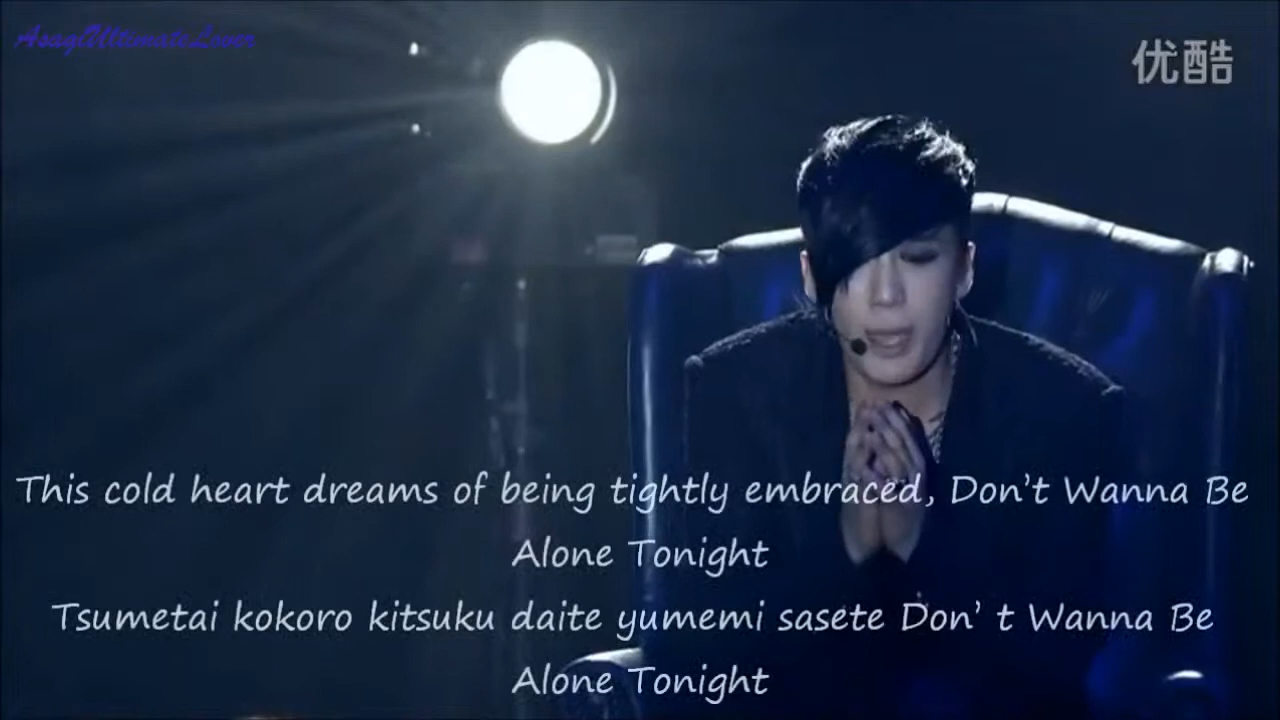 AsagiUltimateLover
优酷
This cold heart dreams of being tightly embraced, Don't Wanna Be
Alone Tonight
Tsumetai kokoro kitsuku daite yumemi sasete Don' t Wanna Be
Alone Tonight